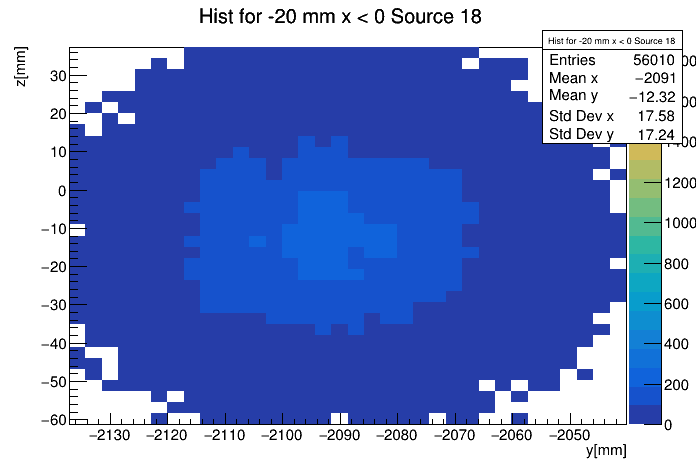 Hist for -20 mm x < 0 Source 18
Hist for -20 mm x < 0 Source 18
Entries 56010
Mean x −2091
Mean y −12.32
Std Dev x 17.58
Std Dev y 17.24
z[mm]
30
20
10
0
−10
−20
−30
−40
−50
−60
1200
1000
800
600
400
200
0
−2130 −2120 −2110 −2100 −2090 −2080 −2070 −2060 −2050
y[mm]